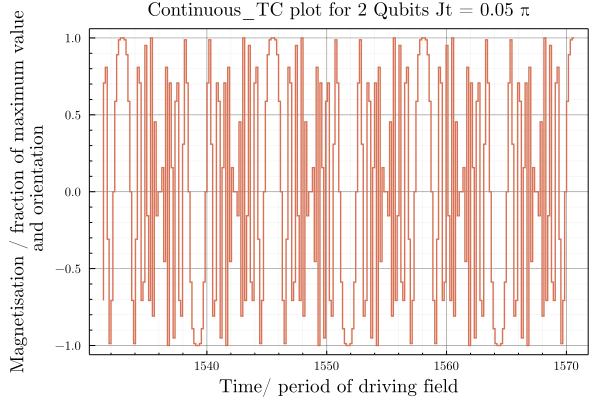 Continuous_TC plot for 2 Qubits Jt = 0.05 π
Magnetisation / fraction of maximum value
and orientation
1.0
0.5
0.0
−0.5
−1.0
1540
1550
1560
1570
Time/ period of driving field